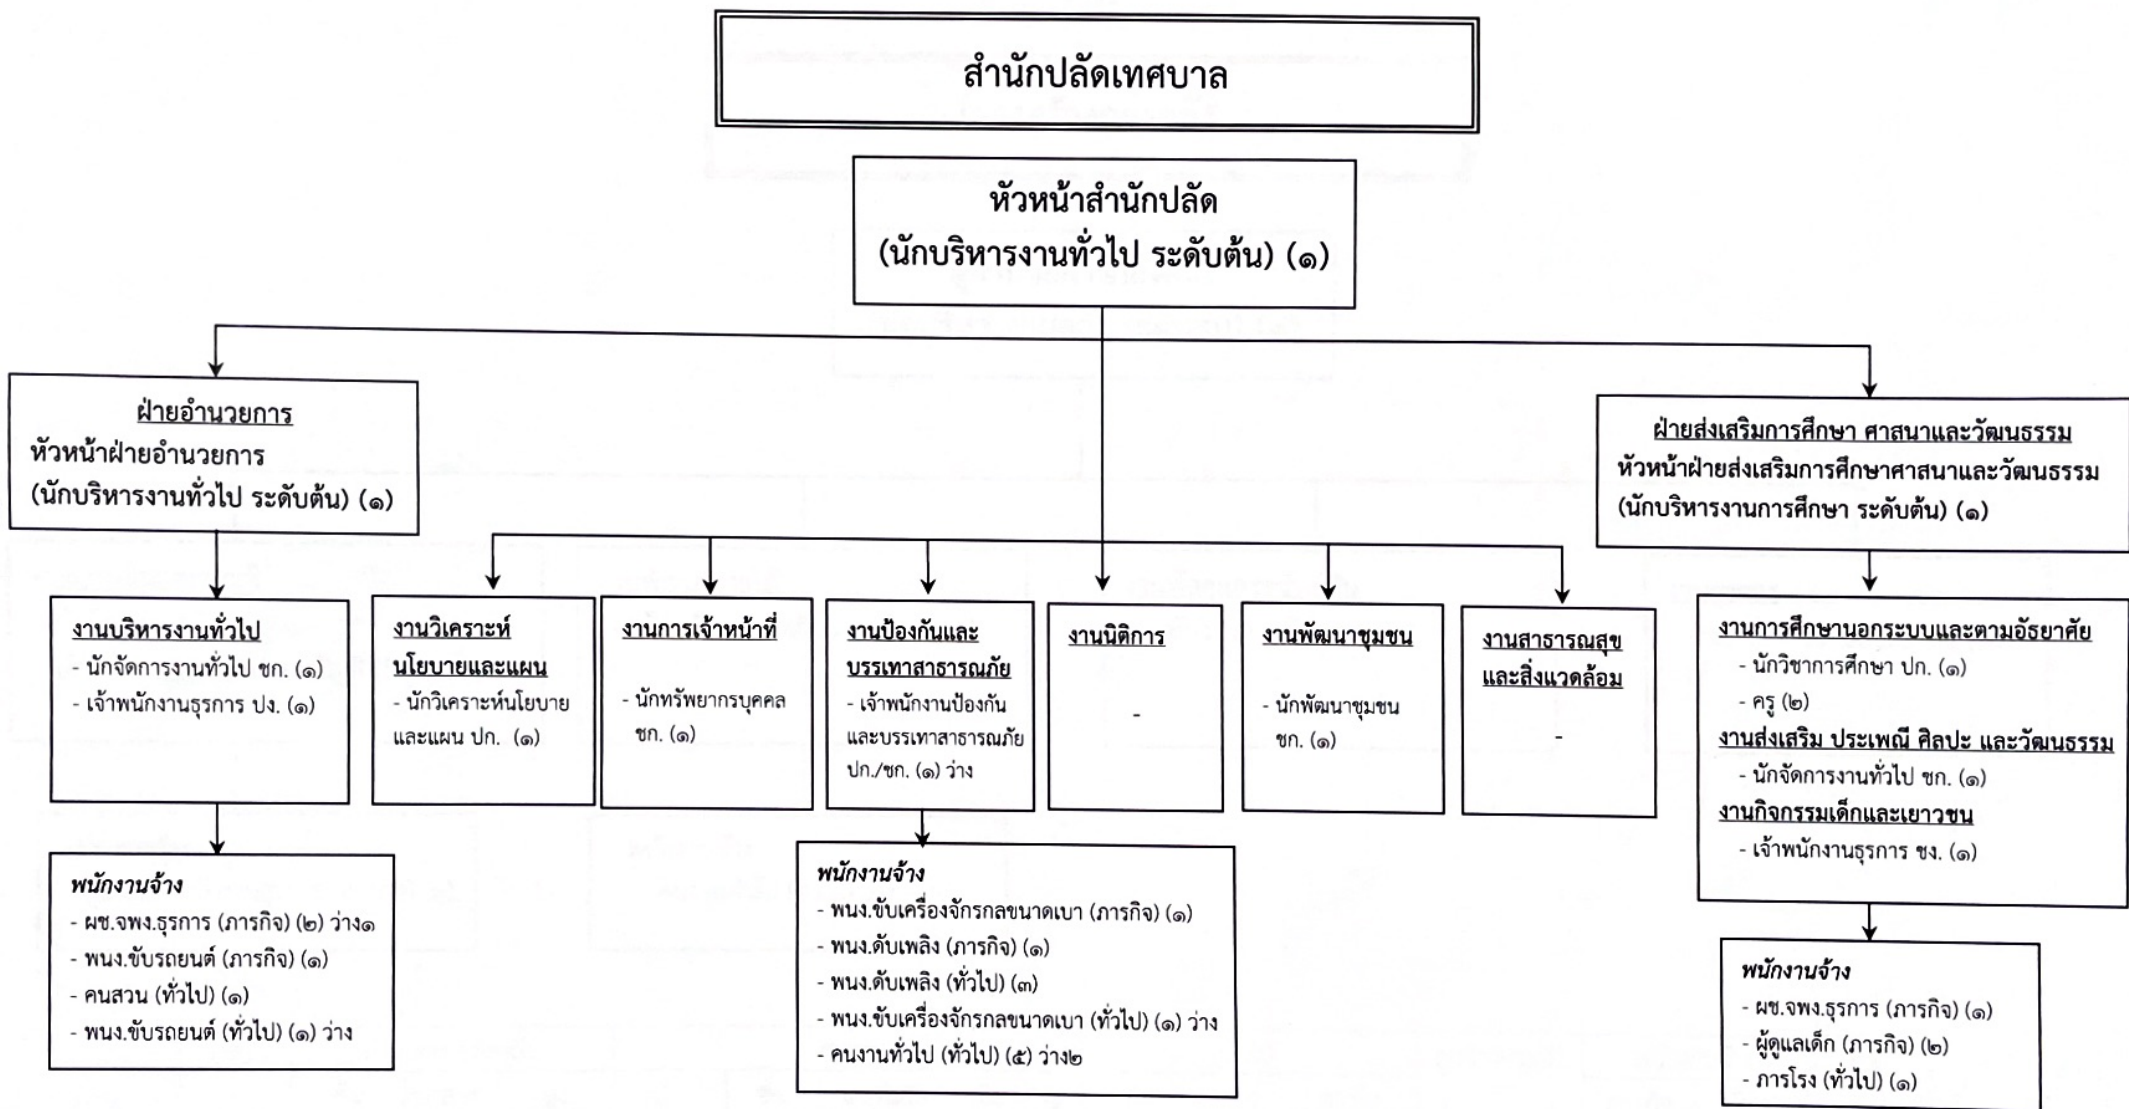 สำนักปลัดเทศบาล
หัวหน้าสำนักปลัด
(นักบริหารงานทั่วไป ระดับต้น) (๑)
ฝ่ายอำนวยการ
หัวหน้าฝ่ายอำนวยการ
(นักบริหารงานทั่วไป ระดับต้น) (๑)
ฝ่ายส่งเสริมการศึกษา ศาสนาและวัฒนธรรม
หัวหน้าฝ่ายส่งเสริมการศึกษาศาสนาและวัฒนธรรม
(นักบริหารงานการศึกษา ระดับต้น) (๑)
งานบริหารงานทั่วไป
- นักจัดการงานทั่วไป ชก. (๑)
- เจ้าพนักงานธุรการ ปง. (๑)
งานวิเคราะห์
นโยบายและแผน
- นักวิเคราะห์นโยบาย
และแผน ปก. (๑)
งานการเจ้าหน้าที่
- นักทรัพยากรบุคคล
ชก. (๑)
งานป้องกันและ
บรรเทาสาธารณภัย
- เจ้าพนักงานป้องกัน
และบรรเทาสาธารณภัย
ปก./ชก. (๑) ว่าง
งานนิติการ
-
งานพัฒนาชุมชน
- นักพัฒนาชุมชน
ชก. (๑)
งานสาธารณสุข
และสิ่งแวดล้อม
-
งานการศึกษานอกระบบและตามอัธยาศัย
- นักวิชาการศึกษา ปก. (๑)
- ครู (๒)
งานส่งเสริม ประเพณี ศิลปะ และวัฒนธรรม
- นักจัดการงานทั่วไป ชก. (๑)
งานกิจกรรมเด็กและเยาวชน
- เจ้าพนักงานธุรการ ชง. (๑)
พนักงานจ้าง
- ผช.จพง.ธุรการ (ภารกิจ) (๒) ว่าง๑
- พนง.ขับรถยนต์ (ภารกิจ) (๑)
- คนสวน (ทั่วไป) (๑)
- พนง.ขับรถยนต์ (ทั่วไป) (๑) ว่าง
พนักงานจ้าง
- พนง.ขับเครื่องจักรกลขนาดเบา (ภารกิจ) (๑)
- พนง.ดับเพลิง (ภารกิจ) (๑)
- พนง.ดับเพลิง (ทั่วไป) (๓)
- พนง.ขับเครื่องจักรกลขนาดเบา (ทั่วไป) (๑) ว่าง
- คนงานทั่วไป (ทั่วไป) (๕) ว่าง๒
พนักงานจ้าง
- ผช.จพง.ธุรการ (ภารกิจ) (๑)
- ผู้ดูแลเด็ก (ภารกิจ) (๒)
- ภารโรง (ทั่วไป) (๑)